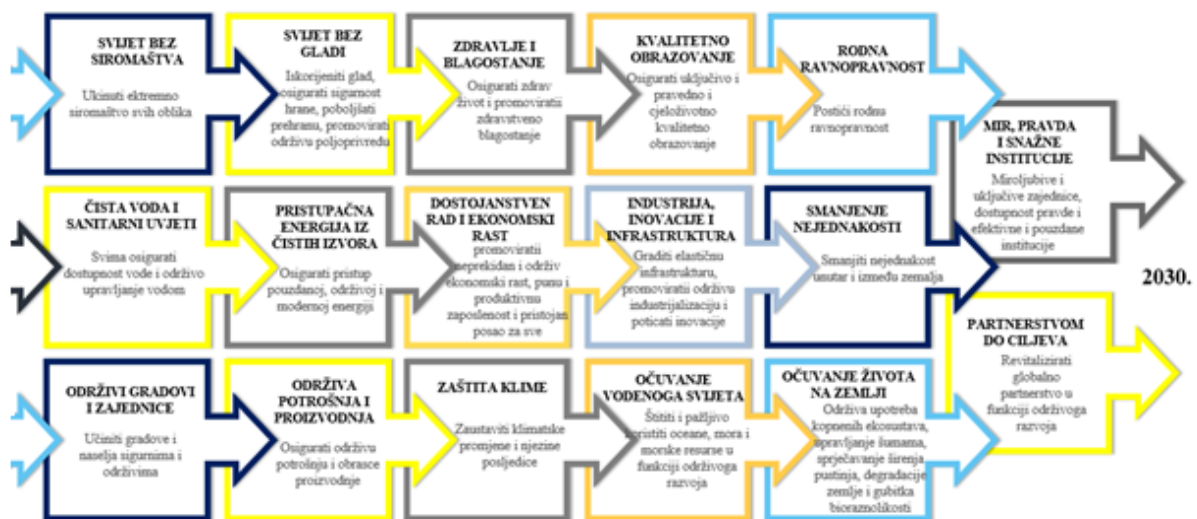 SVIJET BEZ
SIROMAŠTVA
Ukinuti ektremno
siromaštvo svih oblika
SVIJET BEZ
GLADI
Iskorijeniti glad,
osigurati sigurnost
hrane, poboljšati
prehranu, promovirati
održivu poljoprivredu
ZDRAVLJE I
BLAGOSTANJE
Osigurati zdrav
život i promoviratii
zdravstveno
blagostanje
KVALITETNO
OBRAZOVANJE
Osigurati uključivo i
pravedno i
cjeloživotno
kvalitetno
obrazovanje
RODNA
RAVNOPRAVNOST
Postići rodnu
ravnopravnost
MIR, PRAVDA
I SNAŽNE
INSTITUCIJE
Miroljubive i
uključive zajednice,
dostupnost pravde i
efektivne i pouzdane
institucije
ČISTA VODA I
SANITARNI UVJETI
Svima osigurati
dostupnost vode i održivo
upravljanje vodom
PRISTUPAČNA
ENERGIJA IZ
ČISTIH IZVORA
Osigurati pristup
pouzdanoj, održivoj i
modernoj energiji
DOSTOJANSTVEN
RAD I EKONOMSKI
RAST
promoviratii
neprekidan i održiv
ekonomski rast, punu i
produktivnu
zaposlenost i pristojan
posao za sve
INDUSTRIJA,
INOVACIJE I
INFRASTRUKTURA
Graditi elastičnu
infrastrukturu,
promoviratii održivu
industrijalizaciju i
poticati inovacije
SMANJENJE
NEJEDNAKOSTI
Smanjiti nejednakost
unutar i između zemalja
2030.
PARTNERSTVOM
DO CILJEVA
Revitalizirati
globalno
partnerstvo u
funkciji održivoga
razvoja
ODRŽIVI GRADOVI
I ZAJEDNICE
Učiniti gradove i
naselja sigurnima i
održivima
ODRŽIVA
POTROŠNJA I
PROIZVODNJA
Osigurati održivu
potrošnju i obrasce
proizvodnje
ZAŠTITA KLIME
Zaustaviti klimatske
promjene i njezine
posljedice
OČUVANJE
VODENOGA SVIJETA
Štititi i pažljivo
koristiti oceane, mora i
morske resurse u
funkciji održivoga
razvoja
OČUVANJE ŽIVOTA
NA ZEMLJI
Održiva upotreba
kopnenih ekosustava,
upravljanje šumama,
sprječavanje širenja
pustinja, degradacije
zemlje i gubitka
bioraznolikosti